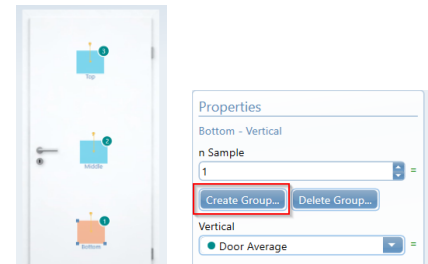 3
Top
2
Middle
1
Bottom
Properties
Bottom - Vertical
n Sample
1
=
Create Group... Delete Group...
Vertical
Door Average
=